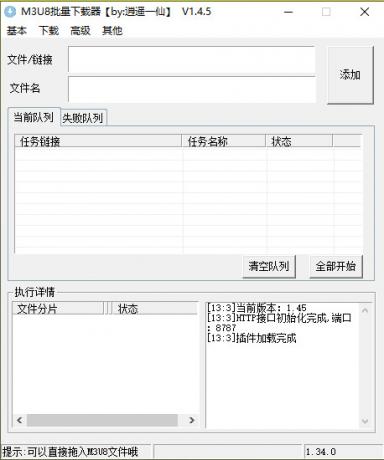 M3U8批量下载器【by:逍遥一仙】 V1.4.5
基本 下载 高级 其他
文件/链接
添加
文件名
当前队列 失败队列
任务链接 任务名称 状态
清空队列 全部开始
执行详情
文件分片 状态
[13:3]当前版本: 1.45
[13:3]HTTP接口初始化完成,端口
: 8787
[13:3]插件加载完成
提示:可以直接拖入M3U8文件哦
1.34.0